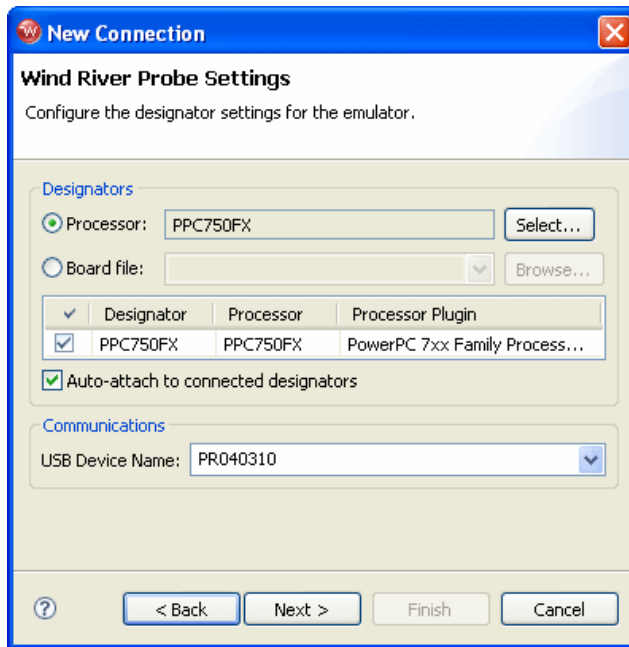 New Connection
Wind River Probe Settings
Configure the designator settings for the emulator.
Designators
Processor: PPC750FX Select...
Board file: Browse...
Designator Processor Processor Plugin
PPC750FX PPC750FX PowerPC 7xx Family Process...
Auto-attach to connected designators
Communications
USB Device Name: PR040310
? < Back Next > Finish Cancel